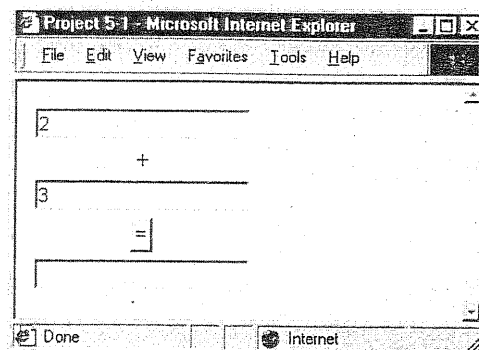 Project 5-1 - Microsoft Internet Explorer
File Edit View Favorites Tools Help
2
+
3
=
Done Internet